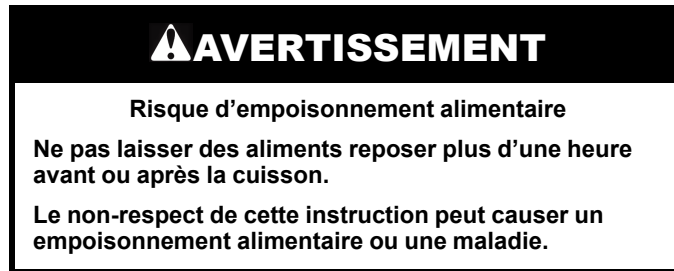 AVERTISSEMENT
Risque d’empoisonnement alimentaire
Ne pas laisser des aliments reposer plus d’une heure
avant ou après la cuisson.
Le non-respect de cette instruction peut causer un
empoisonnement alimentaire ou une maladie.